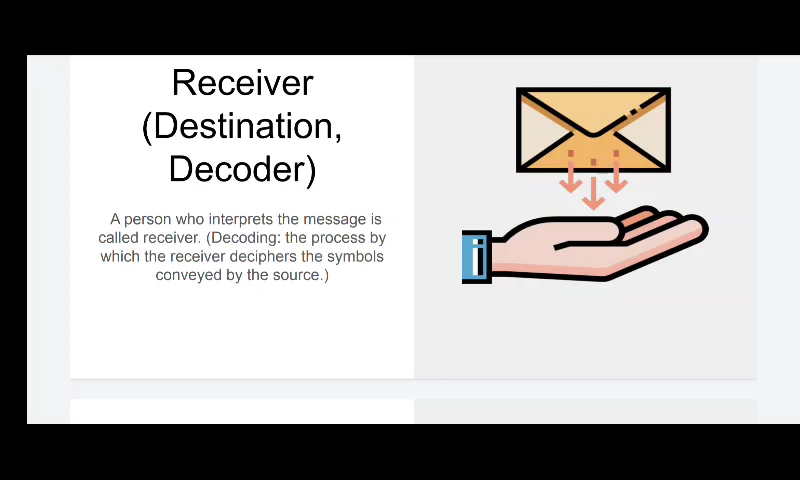 Receiver
(Destination,
Decoder)
A person who interprets the message is
called receiver. (Decoding: the process by
which the receiver deciphers the symbols
conveyed by the source.)